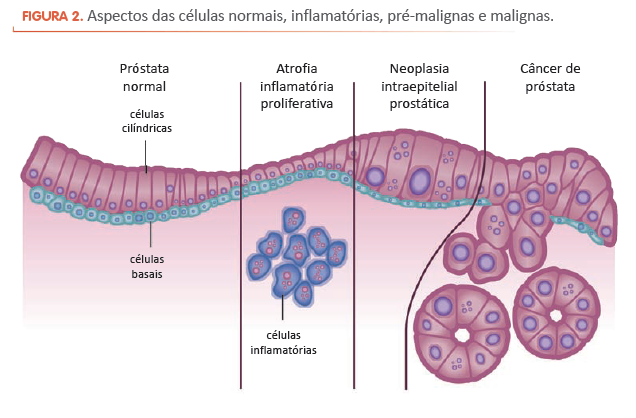 FIGURA 2. Aspectos das células normais, inflamatórias, pré-malignas e malignas.
Próstata
normal
Atrofia
inflamatória
proliferativa
Neoplasia
intraepitelial
prostática
Câncer de
próstata
células
cilíndricas
células
basais
células
inflamatórias